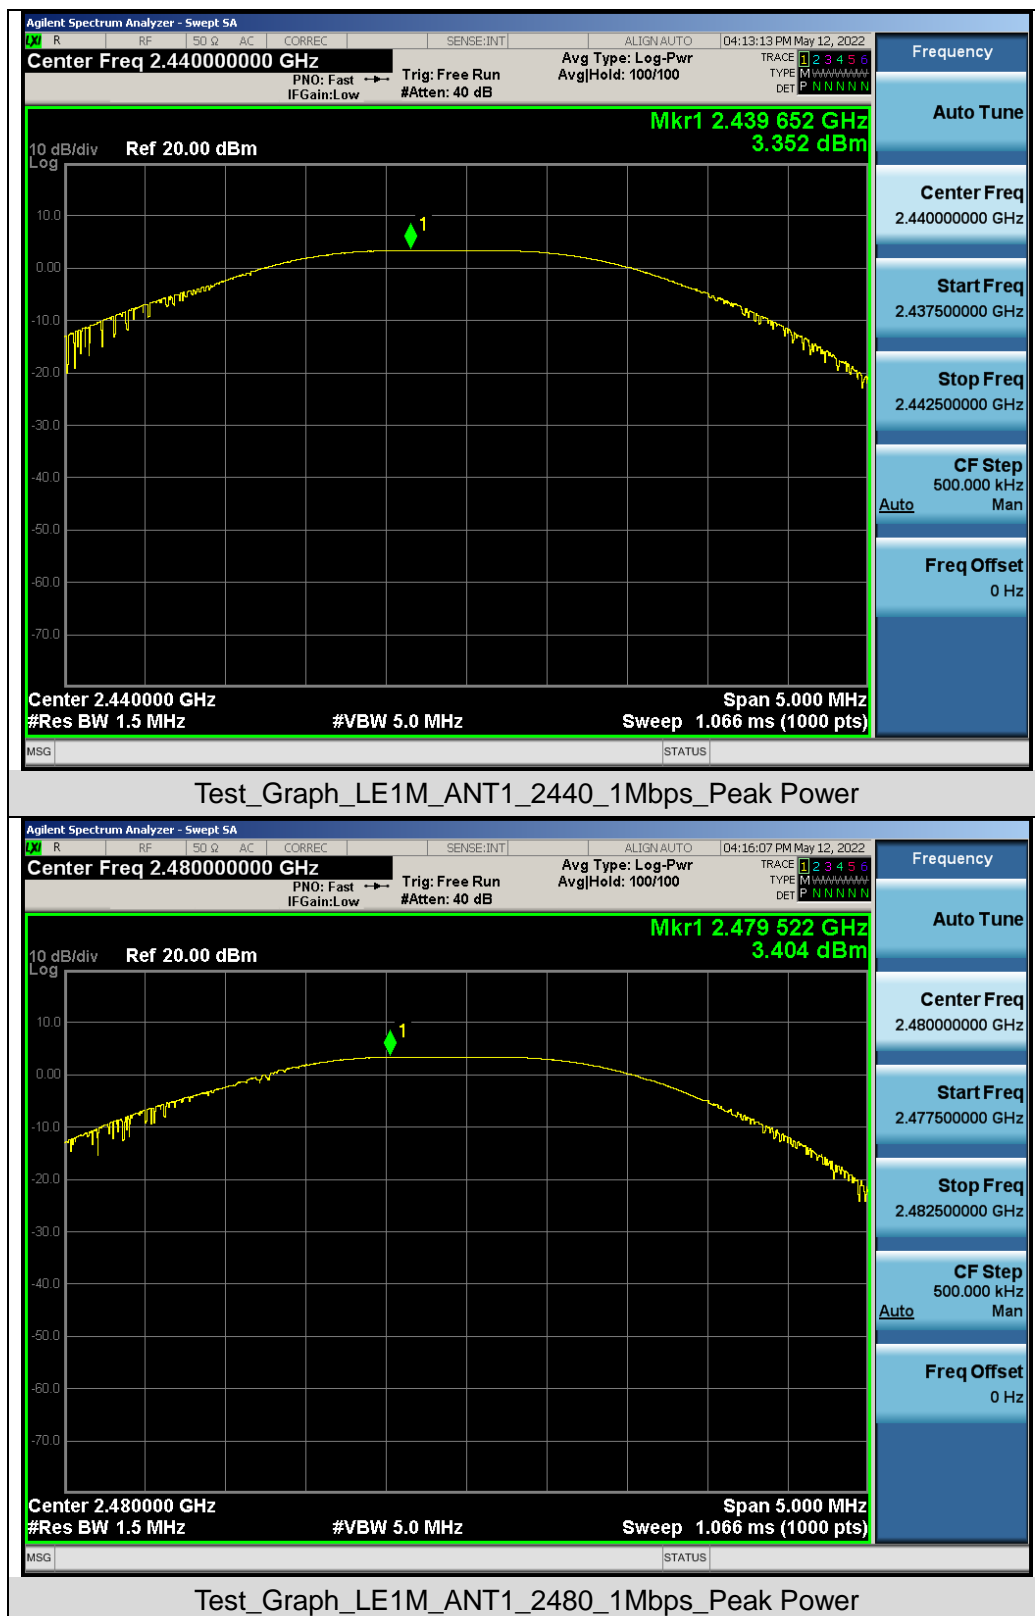 Agilent Spectrum Analyzer - Swept SA
LXI R RF 50 Ω AC CORREC SENSE:INT ALIGN AUTO 04:13:13 PM May 12, 2022
Center Freq 2.440000000 GHz
PNO: Fast
IFGain:Low
Trig: Free Run
#Atten: 40 dB
Avg Type: Log-Pwr
Avg|Hold: 100/100
TRACE 1 2 3 4 5 6
TYPE M W W W W W
DET P N N N N N
Mkr1 2.439 652 GHz
3.352 dBm
10 dB/div Ref 20.00 dBm
Log
10.0
0.00
-10.0
-20.0
-30.0
-40.0
-50.0
-60.0
-70.0
1
Center 2.440000 GHz Span 5.000 MHz
#Res BW 1.5 MHz #VBW 5.0 MHz Sweep 1.066 ms (1000 pts)
MSG STATUS
Frequency
Auto Tune
Center Freq
2.440000000 GHz
Start Freq
2.437500000 GHz
Stop Freq
2.442500000 GHz
CF Step
500.000 kHz
Auto Man
Freq Offset
0 Hz
Test_Graph_LE1M_ANT1_2440_1Mbps_Peak Power
Agilent Spectrum Analyzer - Swept SA
LXI R RF 50 Ω AC CORREC SENSE:INT ALIGN AUTO 04:16:07 PM May 12, 2022
Center Freq 2.480000000 GHz
PNO: Fast
IFGain:Low
Trig: Free Run
#Atten: 40 dB
Avg Type: Log-Pwr
Avg|Hold: 100/100
TRACE 1 2 3 4 5 6
TYPE M W W W W W
DET P N N N N N
Mkr1 2.479 522 GHz
3.404 dBm
10 dB/div Ref 20.00 dBm
Log
10.0
0.00
-10.0
-20.0
-30.0
-40.0
-50.0
-60.0
-70.0
1
Center 2.480000 GHz Span 5.000 MHz
#Res BW 1.5 MHz #VBW 5.0 MHz Sweep 1.066 ms (1000 pts)
MSG STATUS
Frequency
Auto Tune
Center Freq
2.480000000 GHz
Start Freq
2.477500000 GHz
Stop Freq
2.482500000 GHz
CF Step
500.000 kHz
Auto Man
Freq Offset
0 Hz
Test_Graph_LE1M_ANT1_2480_1Mbps_Peak Power